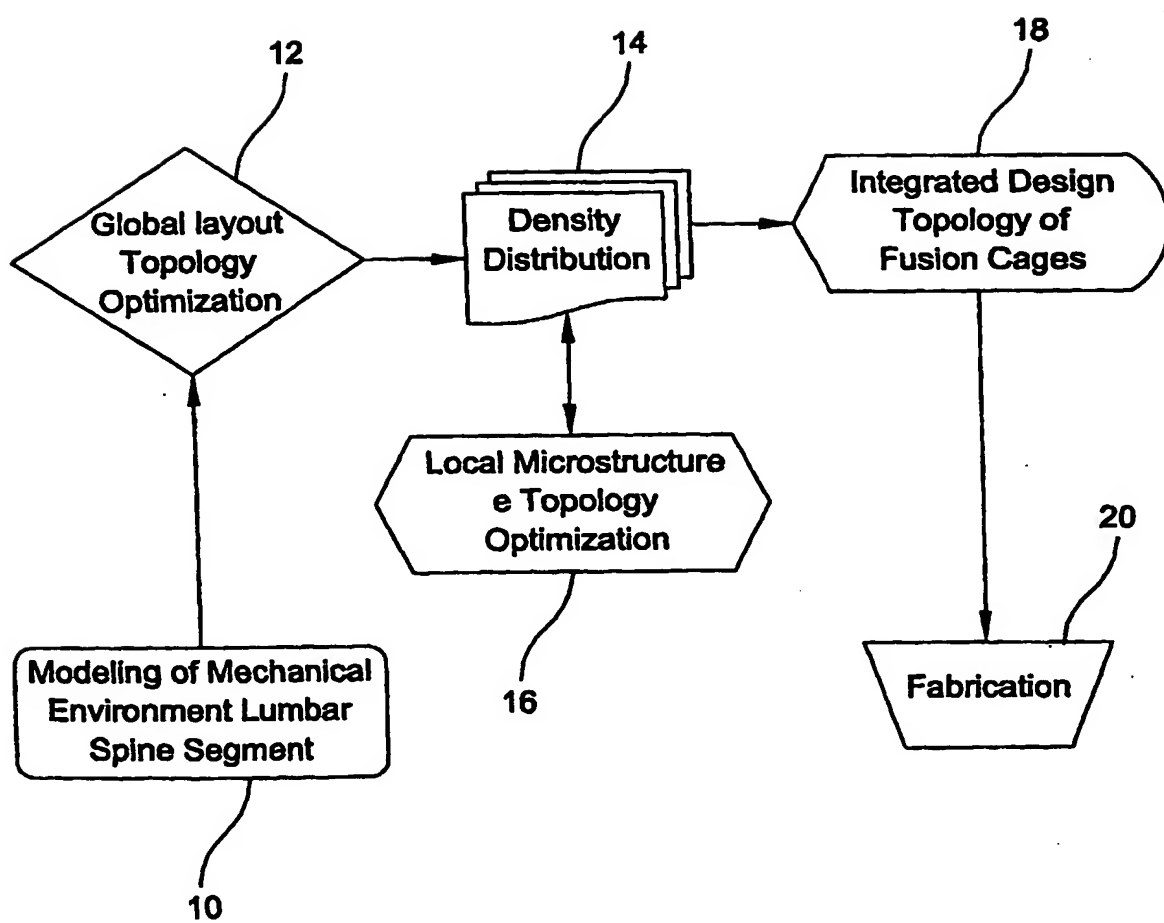 12
14
18
Global layout
Topology
Optimization
Density
Distribution
Integrated Design
Topology of
Fusion Cages
Local Microstructure
e Topology
Optimization
16
20
Fabrication
Modeling of Mechanical
Environment Lumbar
Spine Segment
10